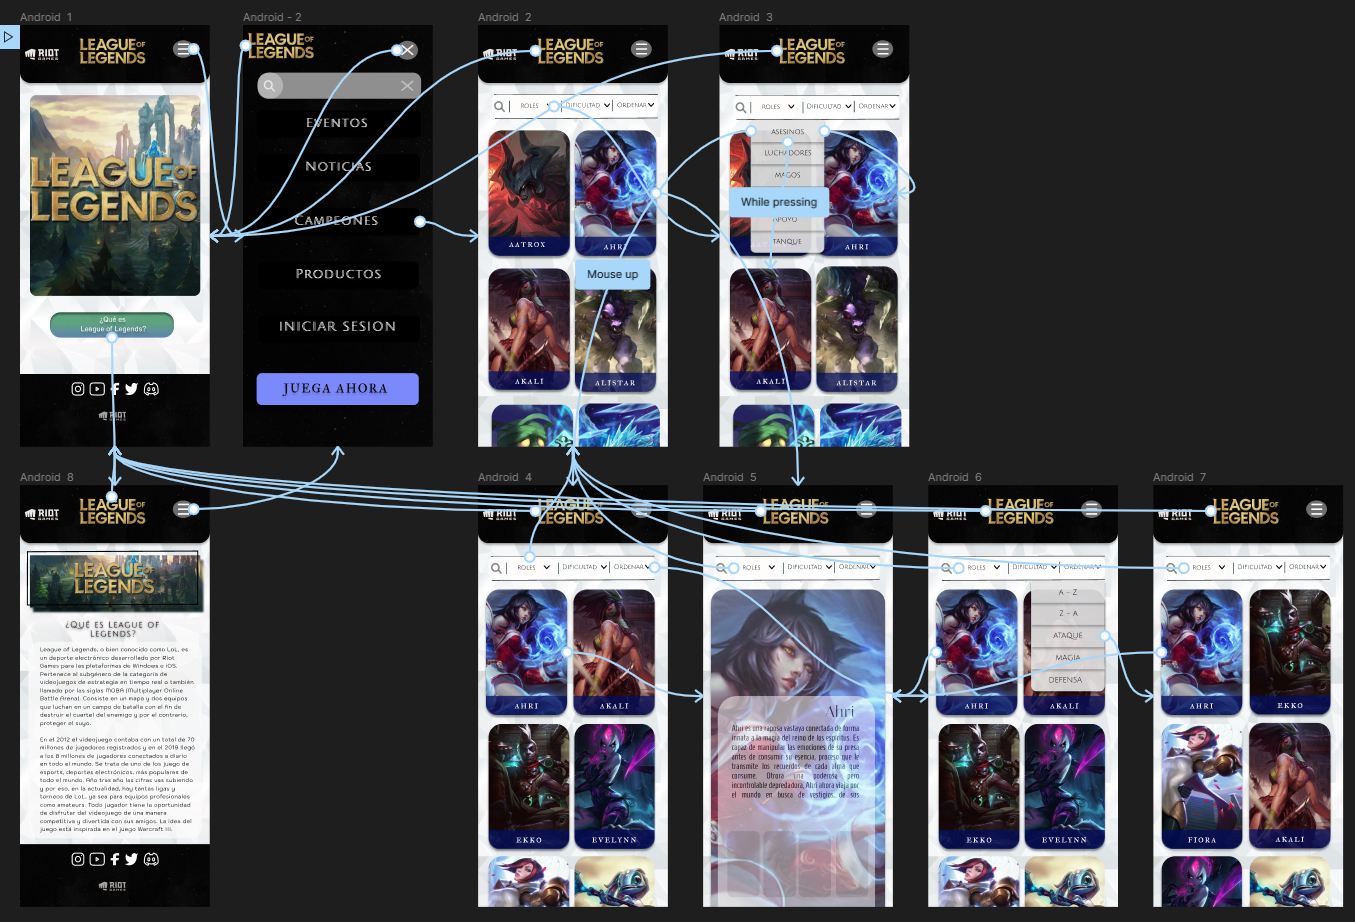 Android 1
RIOT
GAMES
LEAGUE OF
LEGENDS
LEAGUE OF
LEGENDS
¿Qué es
League of Legends?
RIOT
GAMES
Android - 2
LEAGUE OF
LEGENDS
EVENTOS
NOTICIAS
CAMPEONES
PRODUCTOS
INICIAR SESION
JUEGA AHORA
Android 2
RIOT
GAMES
LEAGUE OF
LEGENDS
ROLES
DIFICULTAD
ORDENAR
AATROX
AHRI
Mouse up
AKALI
ALISTAR
Android 3
RIOT
GAMES
LEAGUE OF
LEGENDS
ROLES
DIFICULTAD
ORDENAR
ASESINOS
LUCHADORES
MAGOS
While pressing
APOYO
TANQUE
AHRI
AKALI
ALISTAR
Android 8
RIOT
GAMES
LEAGUE OF
LEGENDS
LEAGUE OF
LEGENDS
¿QUÉ ES LEAGUE OF
LEGENDS?
League of Legends, o bien conocido como LoL, es
un deporte electrónico desarrollado por Riot
Games para las plataformas de Windows e iOS.
Pertenece al subgénero de la categoría de
videojuegos de estrategia en tiempo real o también
llamado por las siglas MOBA (Multiplayer Online
Battle Arena). Consiste en un mapa y dos equipos
que luchan en un campo de batalla con el fin de
destruir el cuartel del enemigo y por el contrario,
proteger el suyo.
En el 2012 el videojuego contaba con un total de 70
millones de jugadores registrados y en el 2019 llegó
a los 8 millones de jugadores conectados a diario
en todo el mundo. Se trata de uno de los juego de
esports, deportes electrónicos, más populares de
todo el mundo. Año tras año las cifras vas subiendo
y por eso, en la actualidad, hay tantas ligas y
torneos de LoL, ya sea para equipos profesionales
como amateurs. Todo jugador tiene la oportunidad
de disfrutar del videojuego de una manera
competitiva y divertida con sus amigos. La idea del
juego está inspirada en el juego Warcraft III.
RIOT
GAMES
Android 4
RIOT
GAMES
LEAGUE OF
LEGENDS
ROLES
DIFICULTAD
ORDENAR
AHRI
AKALI
EKKO
EVELYNN
Android 5
RIOT
GAMES
LEAGUE OF
LEGENDS
ROLES
DIFICULTAD
ORDENAR
Ahri
Ahri es una raposa vastaya conectada de forma
innata a la magia del reino de los espíritus. Es
capaz de manipular las emociones de su presa
antes de consumir su esencia, proceso que le
transmite los recuerdos de cada alma que
consume. Otrora una poderosa pero
incontrolable depredadora, Ahri ahora viaja por
el mundo en busca de vestigios de sus
Android 6
RIOT
GAMES
LEAGUE OF
LEGENDS
ROLES
DIFICULTAD
ORDENAR
A - Z
Z - A
ATAQUE
MAGIA
DEFENSA
AHRI
AKALI
EKKO
EVELYNN
Android 7
RIOT
GAMES
LEAGUE OF
LEGENDS
ROLES
DIFICULTAD
ORDENAR
AHRI
EKKO
FIORA
AKALI